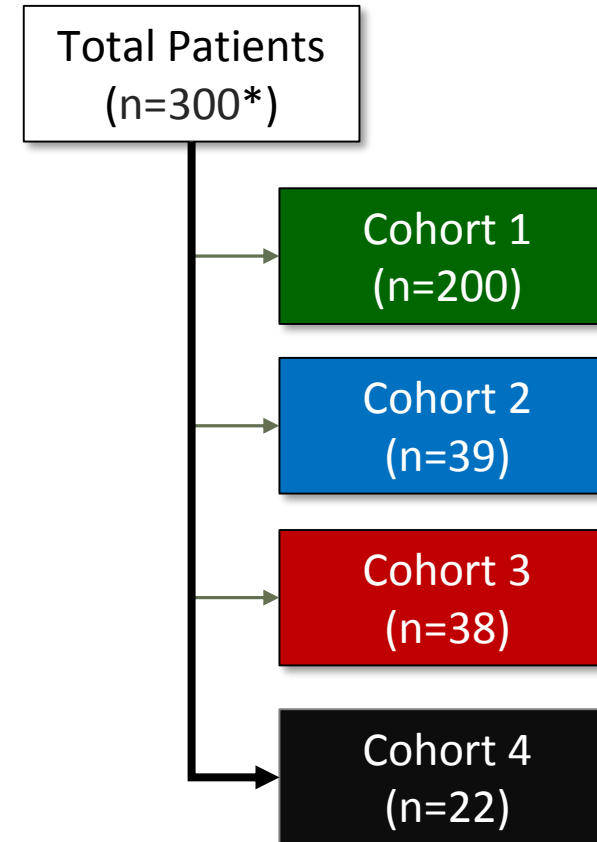 Total Patients
(n=300*)
Cohort 1
(n=200)
Cohort 2
(n=39)
Cohort 3
(n=38)
Cohort 4
(n=22)